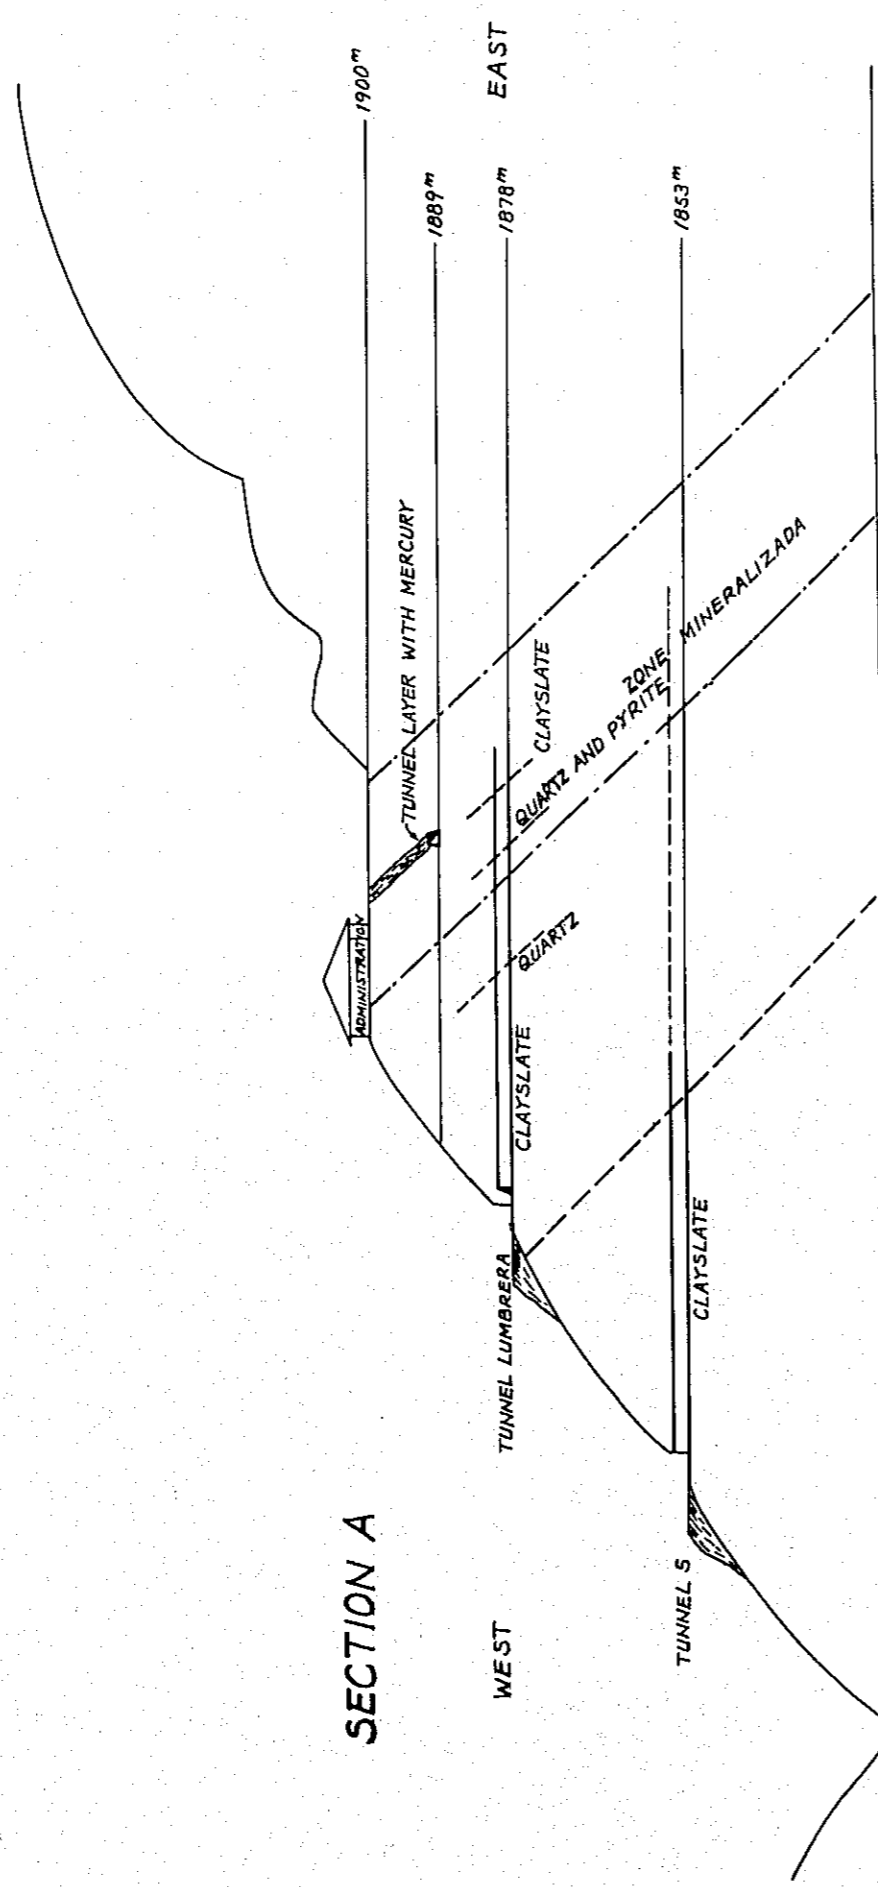 SECTION A
WEST
EAST
1900m
1889m
1878m
1853m
ADMINISTRATION
TUNNEL LAYER WITH MERCURY
TUNNEL LUMBRERA
CLAYSLATE
QUARTZ
QUARTZ AND PYRITE
CLAYSLATE
ZONE MINERALIZADA
TUNNEL 5
CLAYSLATE